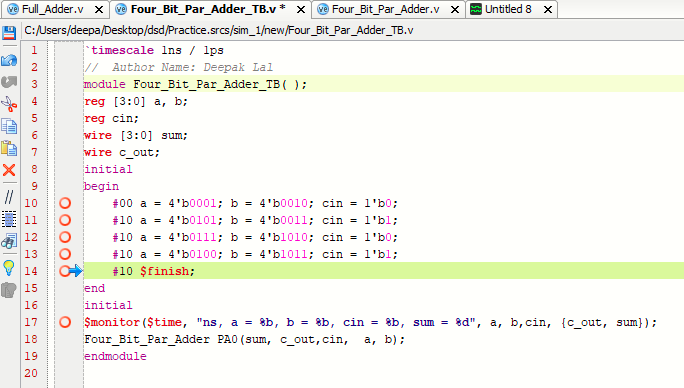 Full_Adder.v Four_Bit_Par_Adder_TB.v * Four_Bit_Par_Adder.v Untitled 8
C:/Users/deepa/Desktop/dsd/Practice.srcs/sim_1/new/Four_Bit_Par_Adder_TB.v
1 `timescale 1ns / 1ps
2 // Author Name: Deepak Lal
3 module Four_Bit_Par_Adder_TB( );
4 reg [3:0] a, b;
5 reg cin;
6 wire [3:0] sum;
7 wire c_out;
8 initial
9 begin
10 #00 a = 4'b0001; b = 4'b0010; cin = 1'b0;
11 #10 a = 4'b0101; b = 4'b0011; cin = 1'b1;
12 #10 a = 4'b0111; b = 4'b1010; cin = 1'b0;
13 #10 a = 4'b0100; b = 4'b1011; cin = 1'b1;
14 #10 $finish;
15 end
16 initial
17 $monitor($time, "ns, a = %b, b = %b, cin = %b, sum = %d", a, b,cin, {c_out, sum});
18 Four_Bit_Par_Adder PA0(sum, c_out,cin, a, b);
19 endmodule
20